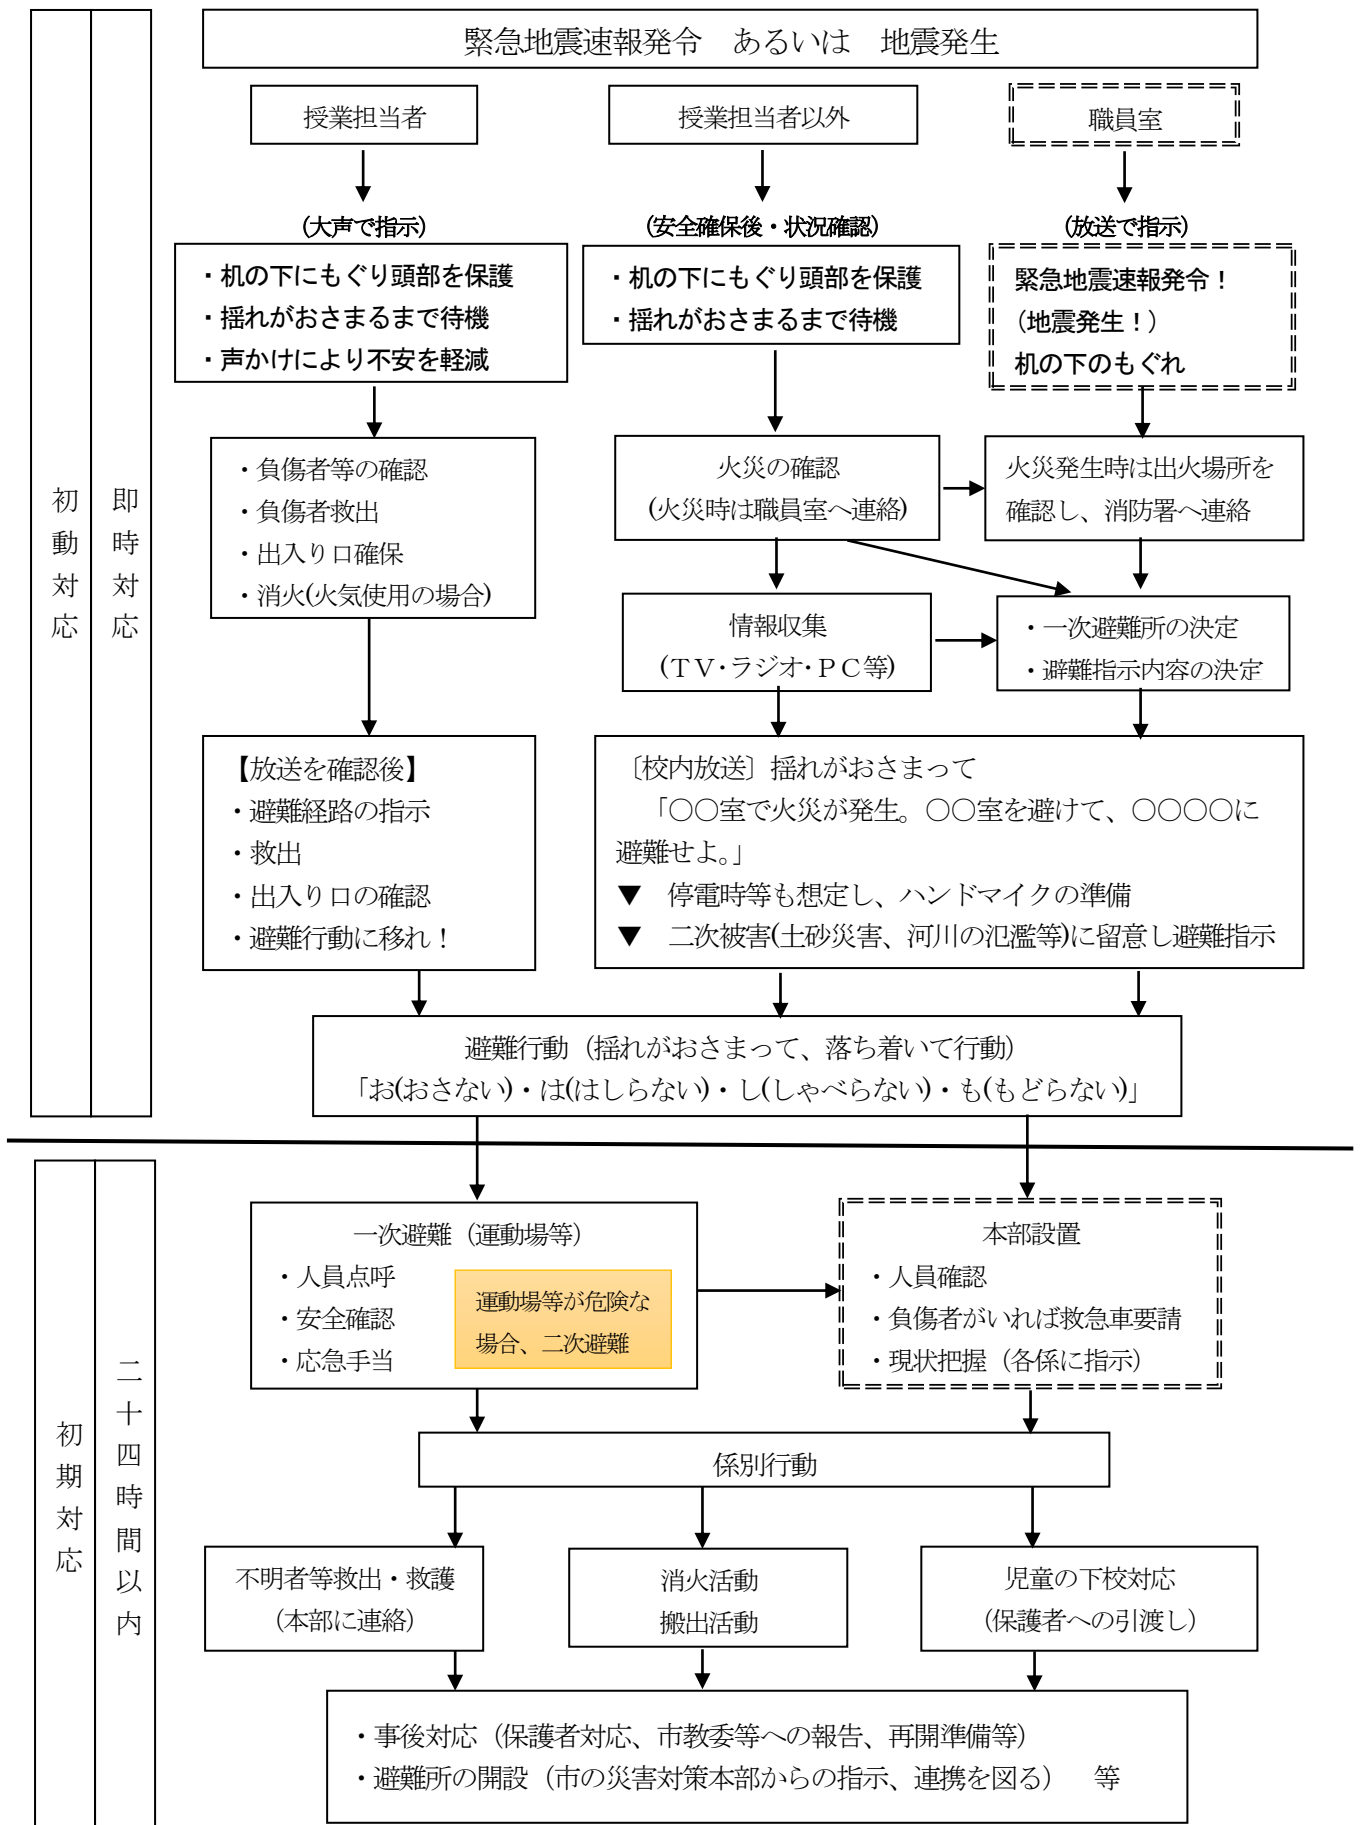 緊急地震速報発令　あるいは　地震発生
授業担当者
授業担当者以外
職員室
(大声で指示)
(安全確保後・状況確認)
(放送で指示)
・机の下にもぐり頭部を保護
・揺れがおさまるまで待機
・声かけにより不安を軽減
・机の下にもぐり頭部を保護
・揺れがおさまるまで待機
緊急地震速報発令！
（地震発生！）
机の下のもぐれ
初動対応
即時対応
・負傷者等の確認
・負傷者救出
・出入り口確保
・消火(火気使用の場合)
火災の確認
(火災時は職員室へ連絡)
火災発生時は出火場所を
確認し、消防署へ連絡
情報収集
(ＴＶ・ラジオ・ＰＣ等)
・一次避難所の決定
・避難指示内容の決定
【放送を確認後】
・避難経路の指示
・救出
・出入り口の確認
・避難行動に移れ！
〔校内放送〕揺れがおさまって
「○○室で火災が発生。○○室を避けて、○○○○に
避難せよ。」
▼　停電時等も想定し、ハンドマイクの準備
▼　二次被害(土砂災害、河川の氾濫等)に留意し避難指示
避難行動（揺れがおさまって、落ち着いて行動）
「お(おさない)・は(はしらない)・し(しゃべらない)・も(もどらない)」
初期対応
二十四時間以内
一次避難（運動場等）
・人員点呼
・安全確認
・応急手当
運動場等が危険な
場合、二次避難
本部設置
・人員確認
・負傷者がいれば救急車要請
・現状把握（各係に指示）
係別行動
不明者等救出・救護
（本部に連絡）
消火活動
搬出活動
児童の下校対応
（保護者への引渡し）
・事後対応（保護者対応、市教委等への報告、再開準備等）
・避難所の開設（市の災害対策本部からの指示、連携を図る）　等